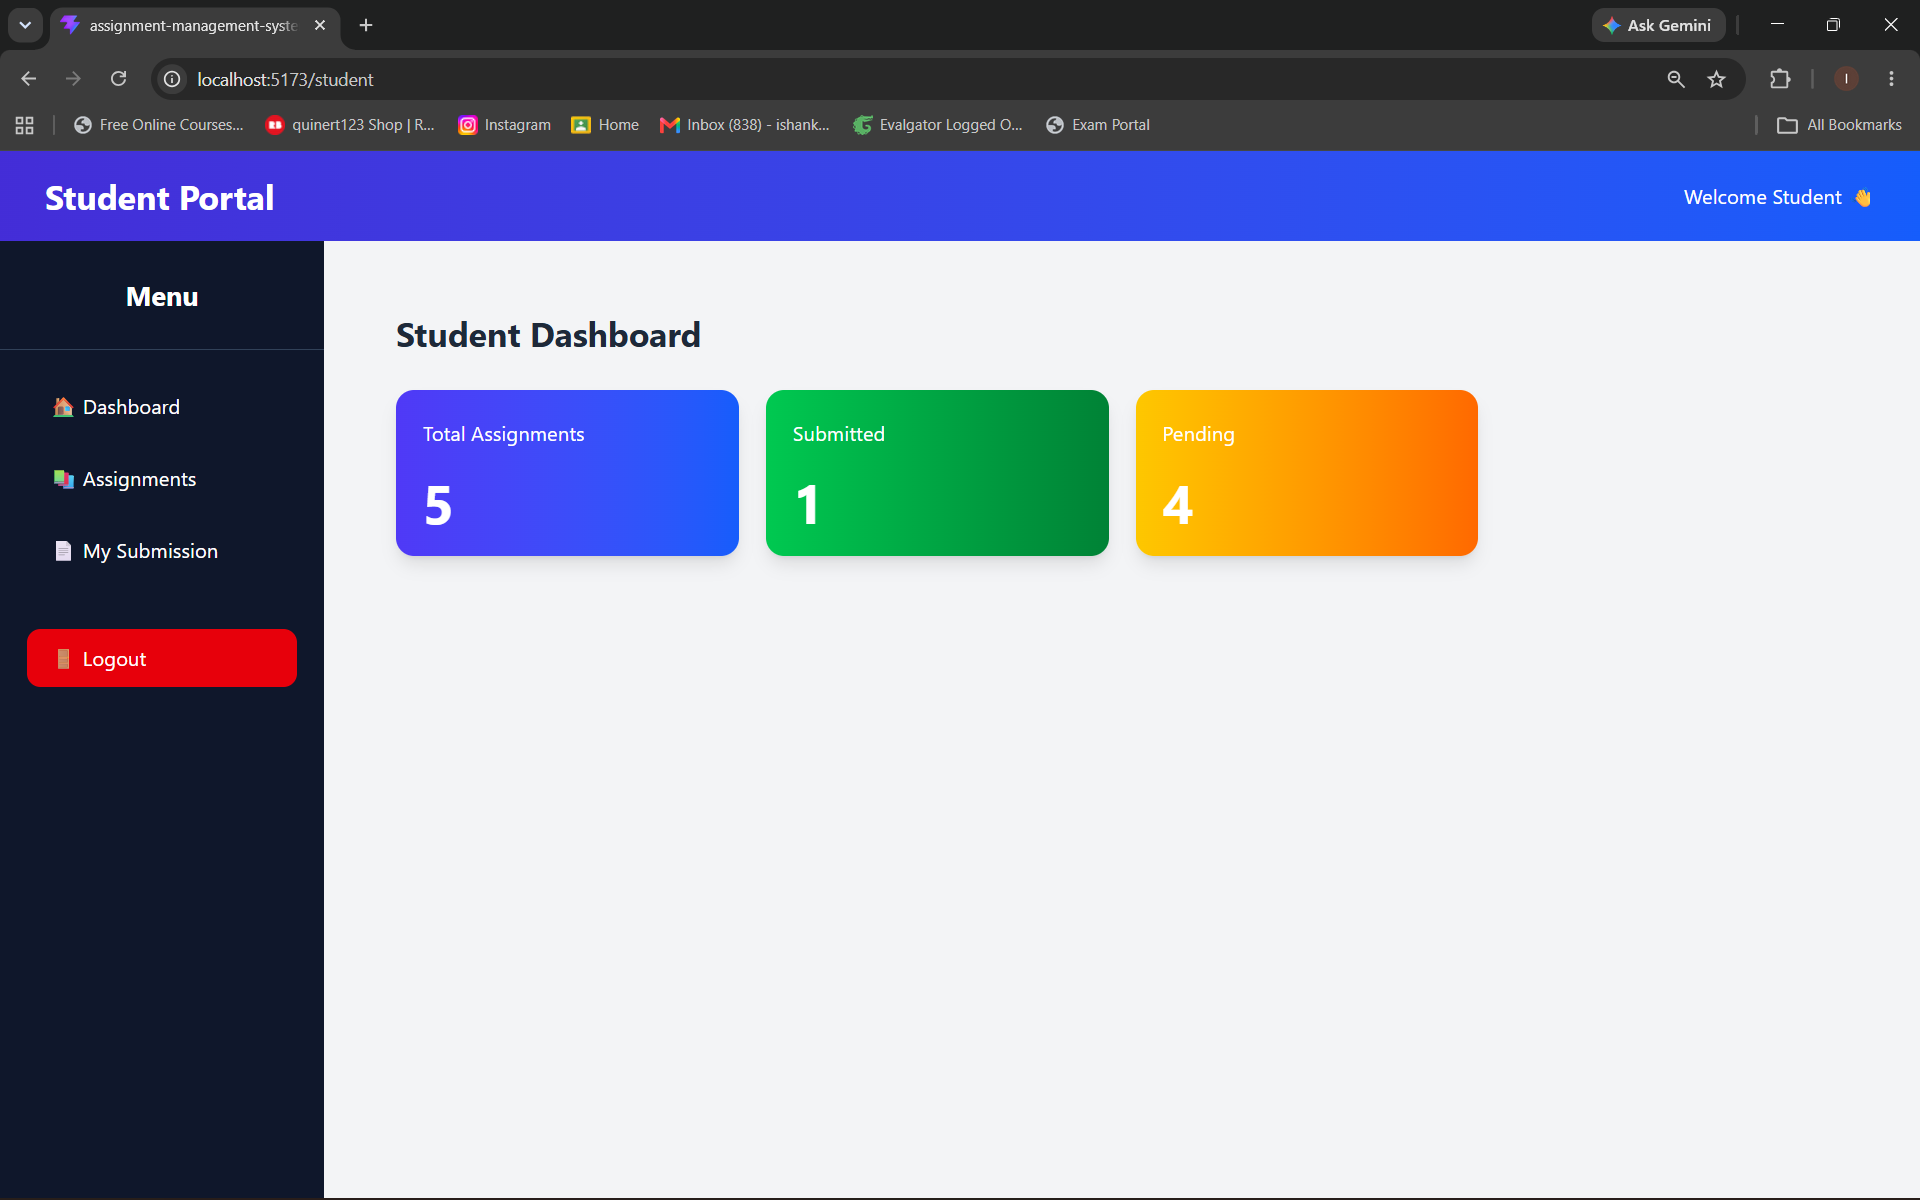 assignment-management-syste
Ask Gemini
localhost:5173/student
I
Free Online Courses...
quinert123 Shop | R...
Instagram
Home
Inbox (838) - ishank...
Evalgator Logged O...
Exam Portal
All Bookmarks
Student Portal
Welcome Student 👋
Menu
🏠 Dashboard
📚 Assignments
📄 My Submission
🚪 Logout
Student Dashboard
Total Assignments
5
Submitted
1
Pending
4